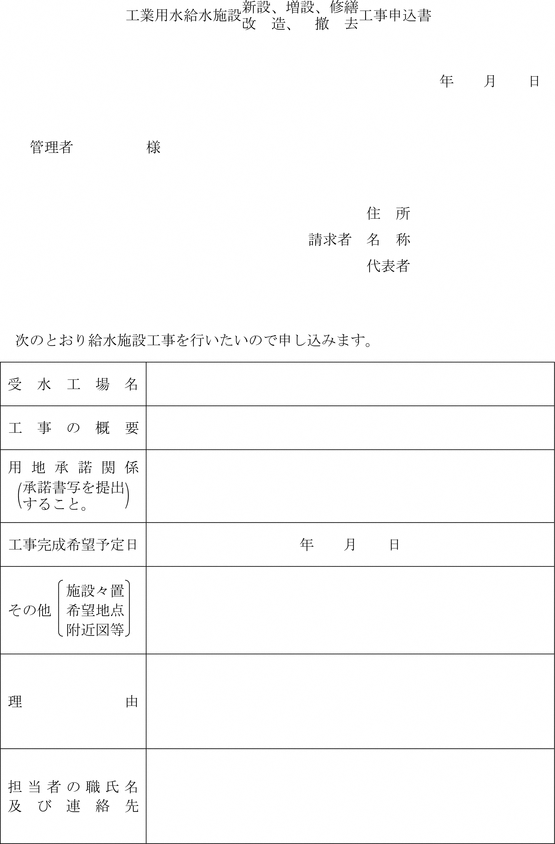 工業用水給水施設新設、増設、修繕工事申込書
改造、撤去
年 月 日
管理者 様
住所
請求者 名称
代表者
次のとおり給水施設工事を行いたいので申し込みます。
受水工場名
工事の概要
用地承諾関係
(承諾書写を提出
すること。)
工事完成希望予定日 年 月 日
施設々置
その他 希望地点
附近図等
理由
担当者の職氏名
及び連絡先